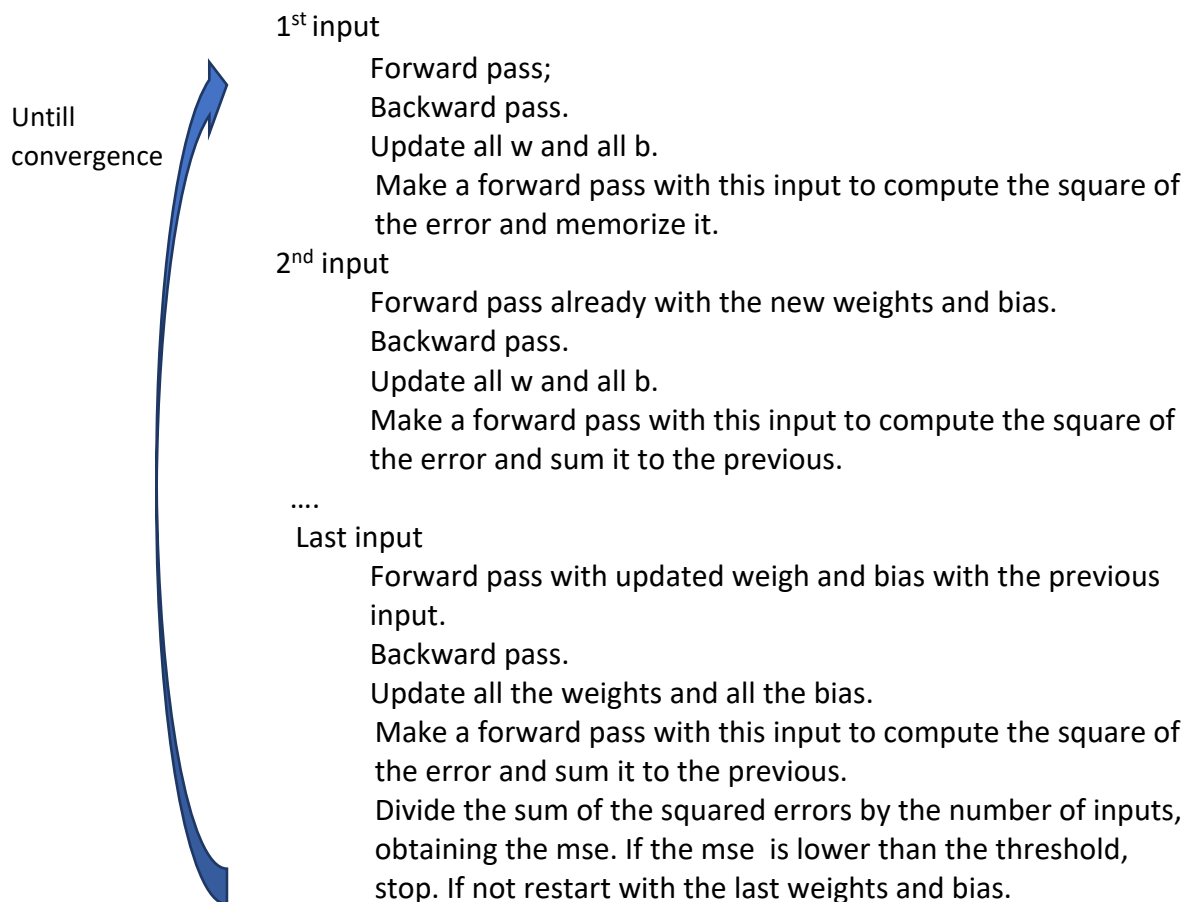 1st input
Forward pass;
Backward pass.
Untill
convergence
Update all w and all b.
Make a forward pass with this input to compute the square of
the error and memorize it.
2nd input
Forward pass already with the new weights and bias.
Backward pass.
Update all w and all b.
Make a forward pass with this input to compute the square of
the error and sum it to the previous.
....
Last input
Forward pass with updated weigh and bias with the previous
input.
Backward pass.
Update all the weights and all the bias.
Make a forward pass with this input to compute the square of
the error and sum it to the previous.
Divide the sum of the squared errors by the number of inputs,
obtaining the mse. If the mse is lower than the threshold,
stop. If not restart with the last weights and bias.